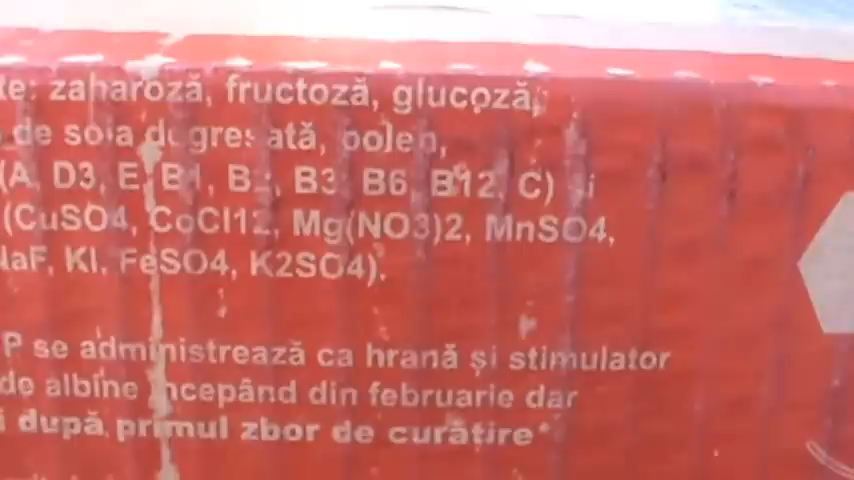 zaharoză, fructoză, glucoză,
de soia degresată, polen,
(A, D3, E, B1, B2, B3, B6, B12, C) și
(CuSO4, CoCl12, Mg(NO3)2, MnSO4,
NaF, KI, FeSO4, K2SO4).
P se administrează ca hrană și stimulator
de albine începând din februarie dar
după primul zbor de curățire*